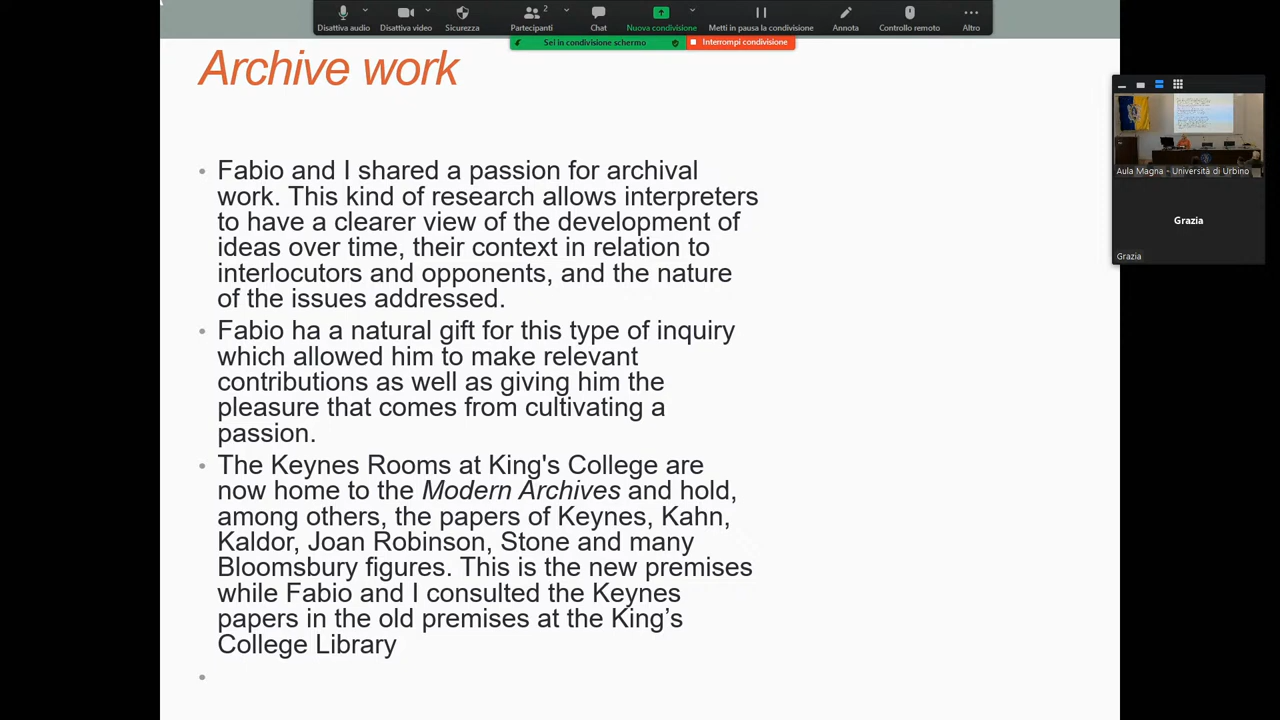 Disattiva audio
Disattiva video
Sicurezza
Partecipanti
2
Chat
Nuova condivisione
Metti in pausa la condivisione
Annota
Controllo remoto
Altro
Sei in condivisione schermo
Interrompi condivisione
Archive work
Fabio and I shared a passion for archival
work. This kind of research allows interpreters
to have a clearer view of the development of
ideas over time, their context in relation to
interlocutors and opponents, and the nature
of the issues addressed.
Fabio ha a natural gift for this type of inquiry
which allowed him to make relevant
contributions as well as giving him the
pleasure that comes from cultivating a
passion.
The Keynes Rooms at King's College are
now home to the Modern Archives and hold,
among others, the papers of Keynes, Kahn,
Kaldor, Joan Robinson, Stone and many
Bloomsbury figures. This is the new premises
while Fabio and I consulted the Keynes
papers in the old premises at the King’s
College Library
Aula Magna - Università di Urbino
Grazia
Grazia